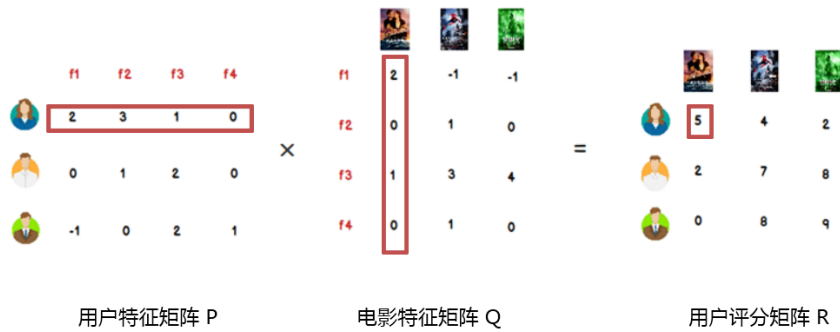 f1 f2 f3 f4
2 3 1 0
0 1 2 0
-1 0 2 1
×
f1 2 -1 -1
f2 0 1 0
f3 1 3 4
f4 0 1 0
=
5 4 2
2 7 8
0 8 9
用户特征矩阵 P
电影特征矩阵 Q
用户评分矩阵 R